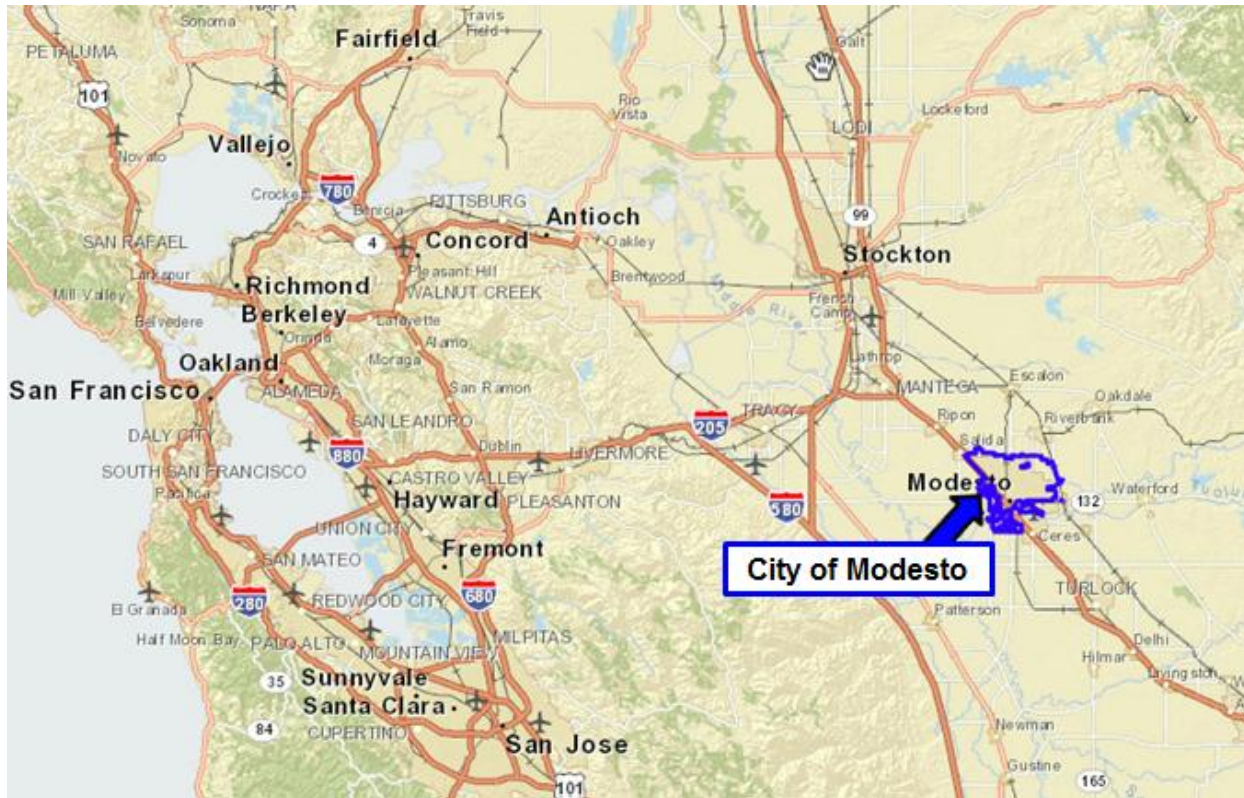 NAPA
Sonoma
Travis
Field
Fairfield
Galt
PETALUMA
101
Rio
Vista
Lockeford
LODI
Novato
Vallejo
Crocke
780
Benicia
PITTSBURG
Antioch
99
SAN RAFAEL
4
Concord
Oakley
Stockton
Larkspur
Pleasant Hill
Brentwood
Mill Valley
Richmond
WALNUT CREEK
Middle River
French
Camp
Belvedere
Berkeley
Lafayette
Orinda
Alamo
Moraga
Lathrop
Oakland
San Ramon
MANTECA
Escalon
San Francisco
ALAMEDA
TRACY
Oakdale
SAN LEANDRO
205
Ripon
Riverbank
DALY CITY
880
Dublin
LIVERMORE
Salida
SOUTH SAN FRANCISCO
CASTRO VALLEY
Modesto
Pacifica
Hayward
PLEASANTON
580
132
Waterford
UNION CITY
Ceres
SAN MATEO
Fremont
City of Modesto
280
REDWOOD CITY
680
TURLOCK
El Granada
Patterson
Half Moon Bay
PALO ALTO
MILPITAS
Delhi
MOUNTAIN VIEW
Hilmar
Livingston
35
Sunnyvale
Santa Clara
84
CUPERTINO
San Jose
Newman
Gustine
101
165